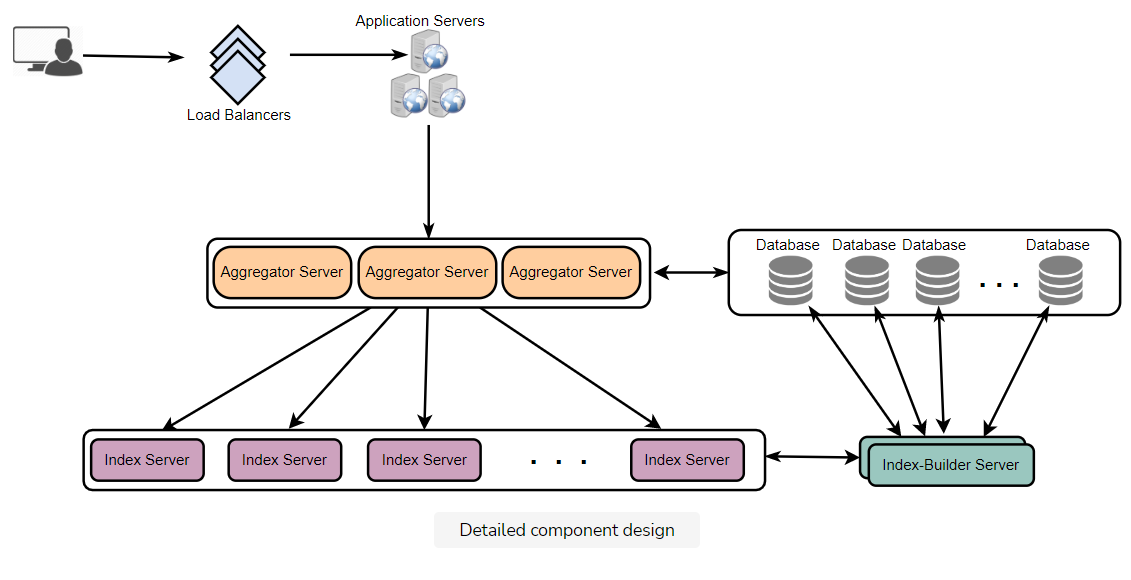 Application Servers
Load Balancers
Aggregator Server
Aggregator Server
Aggregator Server
Database
Database
Database
. . .
Database
Index Server
Index Server
Index Server
. . .
Index Server
Index-Builder Server
Detailed component design